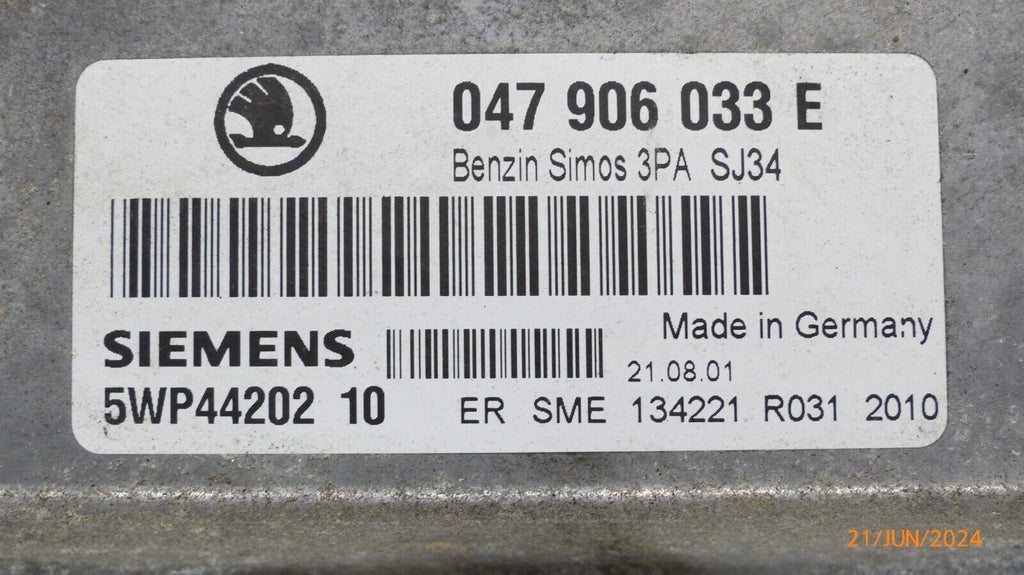 047 906 033 E
Benzin Simos 3PA SJ34
Made in Germany
SIEMENS
21.08.01
5WP44202 10 ER SME 134221 R031 2010
21/JUN/2024